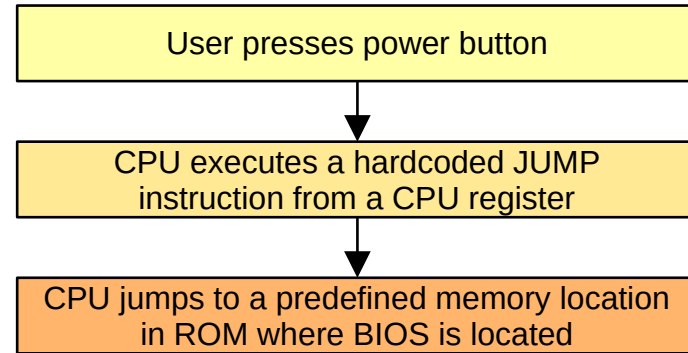 User presses power button
CPU executes a hardcoded JUMP
instruction from a CPU register
CPU jumps to a predefined memory location
in ROM where BIOS is located